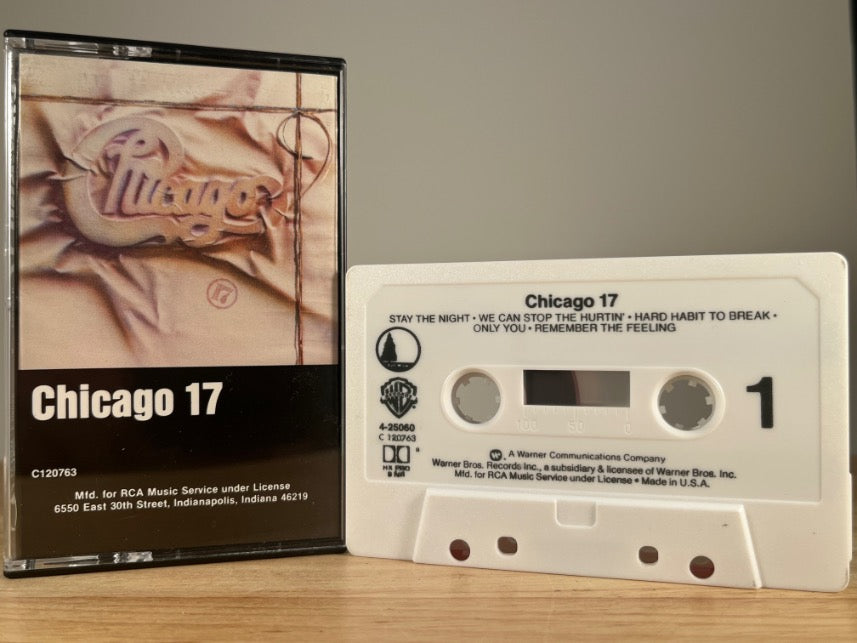 Chicago
17
Chicago 17
C120763
Mfd. for RCA Music Service under License
6550 East 30th Street, Indianapolis, Indiana 46219
Chicago 17
STAY THE NIGHT • WE CAN STOP THE HURTIN' • HARD HABIT TO BREAK •
ONLY YOU • REMEMBER THE FEELING
1
4-25060
C 120763
HX PRO
100 50 0
A Warner Communications Company
Warner Bros. Records Inc., a subsidiary & licensee of Warner Bros. Inc.
Mfd. for RCA Music Service under License • Made in U.S.A.